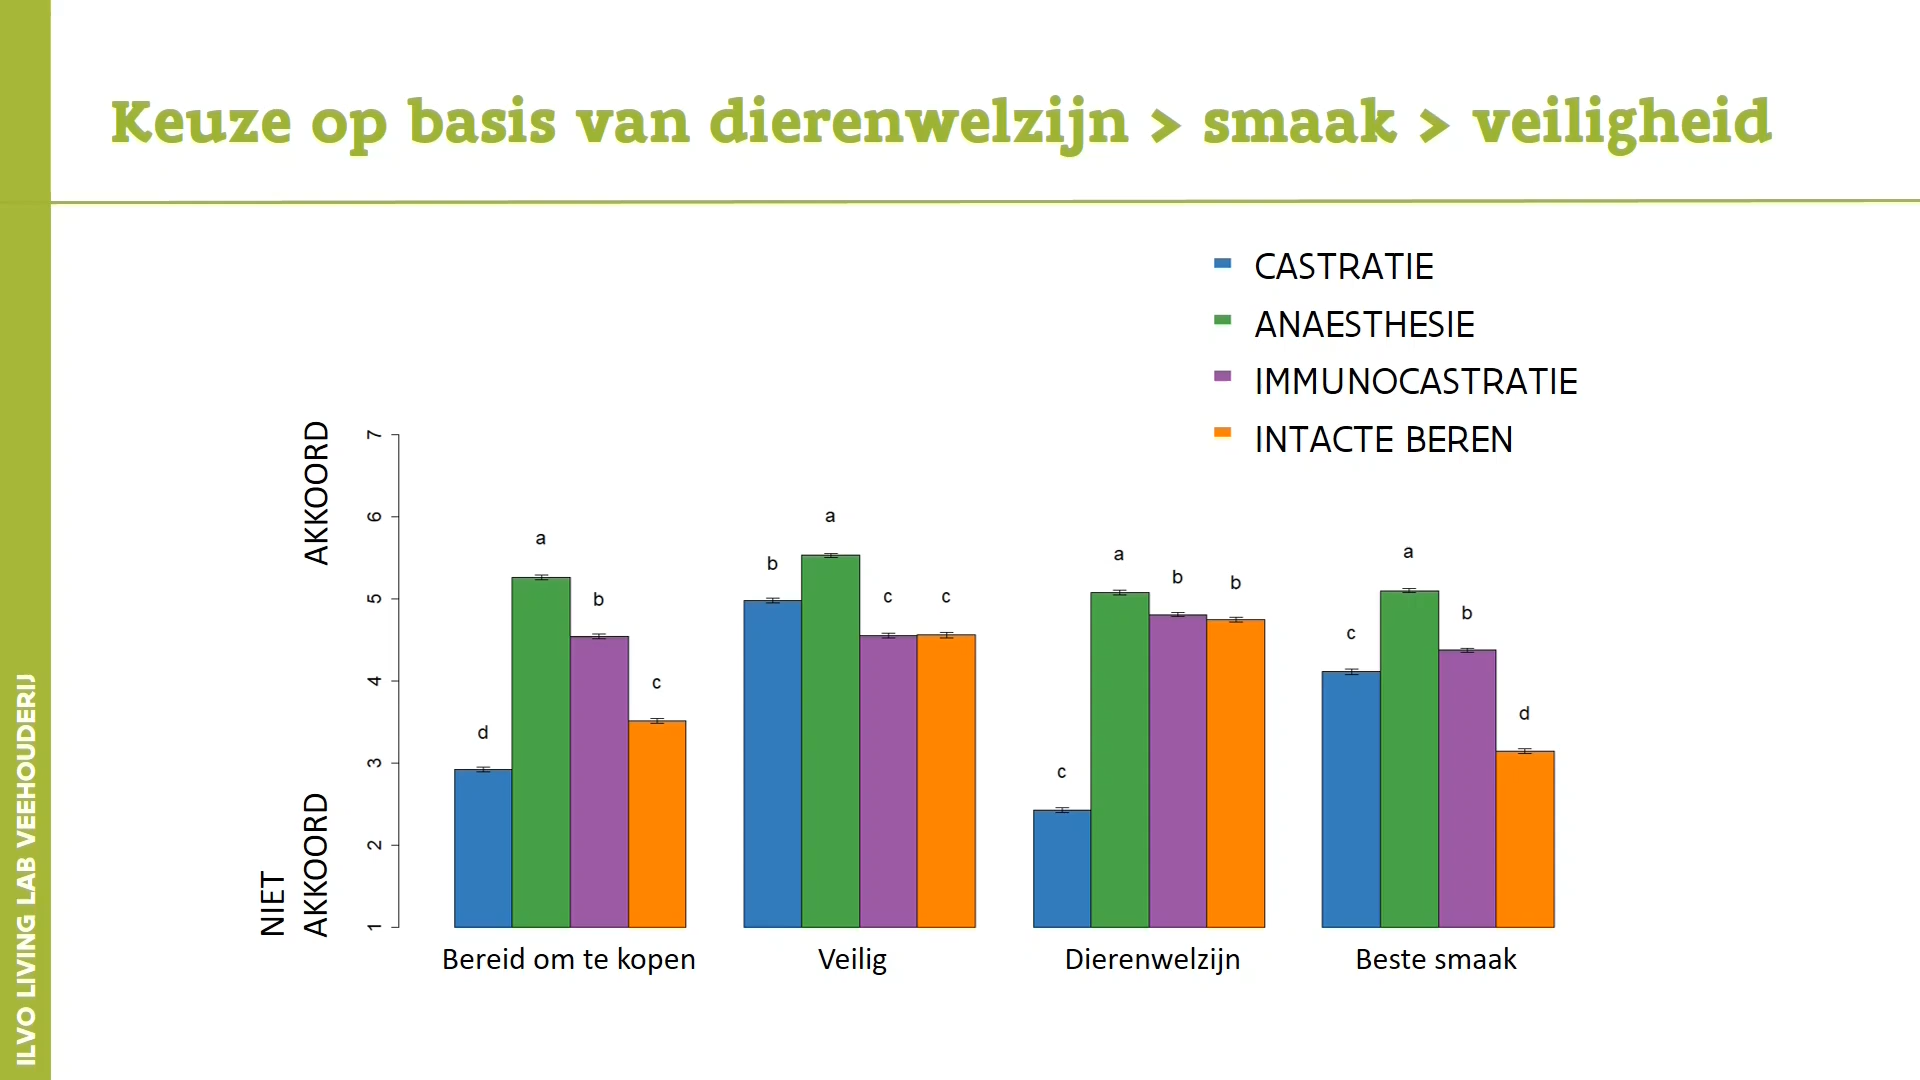 Keuze op basis van dierenwelzijn > smaak > veiligheid
CASTRATIE
ANAESTHESIE
IMMUNOCASTRATIE
INTACTE BEREN
AKKOORD
NIET
AKKOORD
7
6
5
4
3
2
1
d
a
b
c
b
a
c
c
c
a
b
b
c
a
b
d
Bereid om te kopen
Veilig
Dierenwelzijn
Beste smaak
ILVO LIVING LAB VEEHOUDERIJ